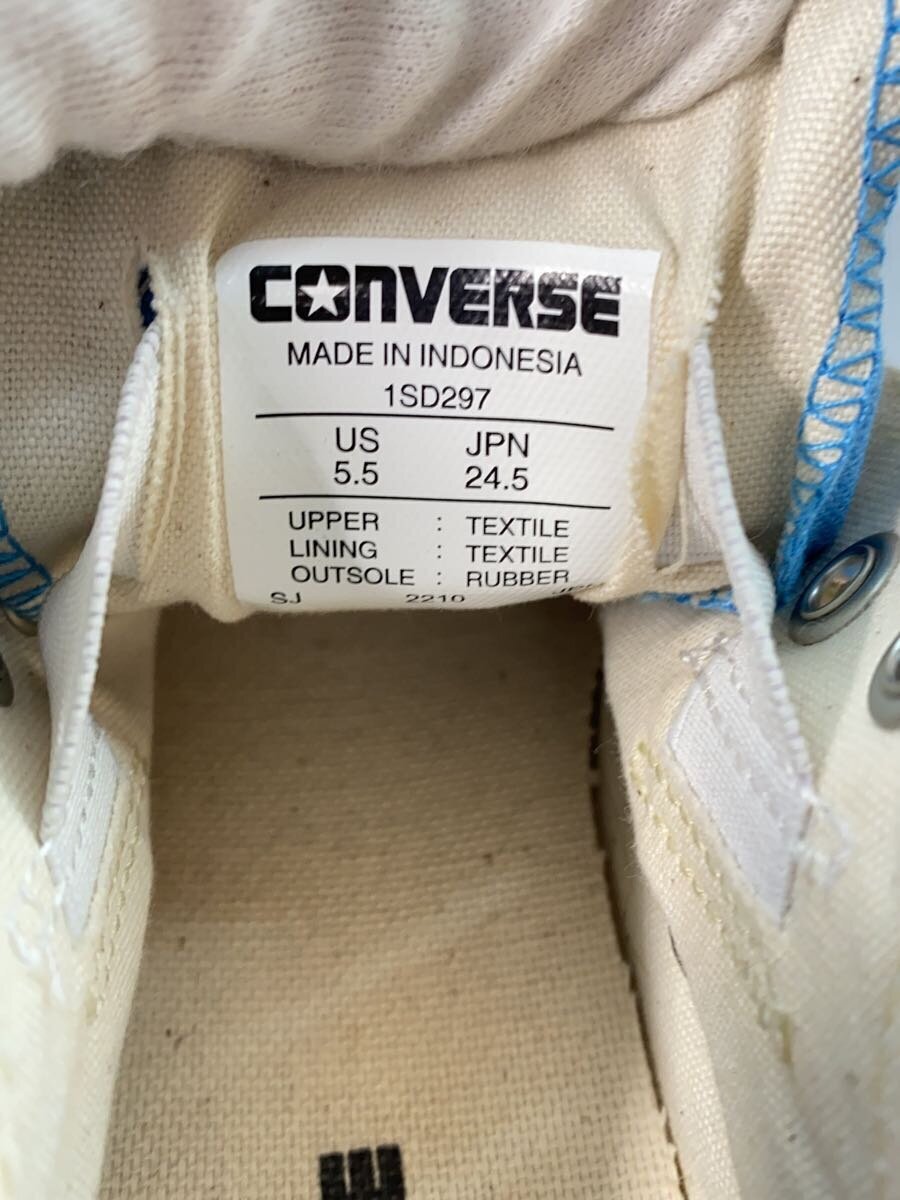 CONVERSE
MADE IN INDONESIA
1SD297
US JPN
5.5 24.5
UPPER : TEXTILE
LINING : TEXTILE
OUTSOLE : RUBBER
SJ 2210